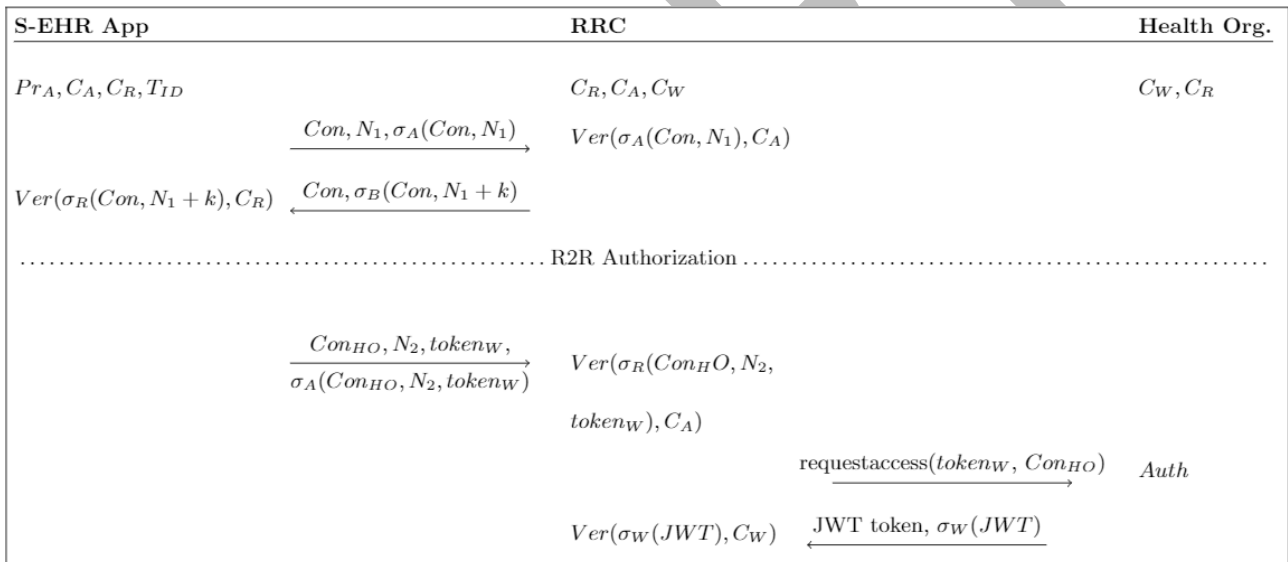 S-EHR App RRC Health Org.
Pr_A, C_A, C_R, T_ID C_R, C_A, C_W C_W, C_R
Con, N_1, σ_A(Con, N_1) Ver(σ_A(Con, N_1), C_A)
Ver(σ_R(Con, N_1 + k), C_R) Con, σ_B(Con, N_1 + k)
R2R Authorization
Con_HO, N_2, token_W,
σ_A(Con_HO, N_2, token_W) Ver(σ_R(Con_HO, N_2,
token_W), C_A)
requestaccess(token_W, Con_HO) Auth
Ver(σ_W(JWT), C_W) JWT token, σ_W(JWT)